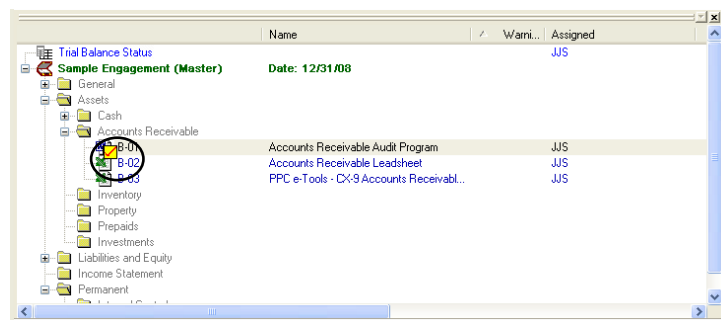 Name Warni... Assigned
Trial Balance Status JJS
Sample Engagement (Master) Date: 12/31/08
General
Assets
Cash
Accounts Receivable
B-01 Accounts Receivable Audit Program JJS
B-02 Accounts Receivable Leadsheet JJS
B-03 PPC e-Tools - CX-9 Accounts Receivabl... JJS
Inventory
Property
Prepaids
Investments
Liabilities and Equity
Income Statement
Permanent